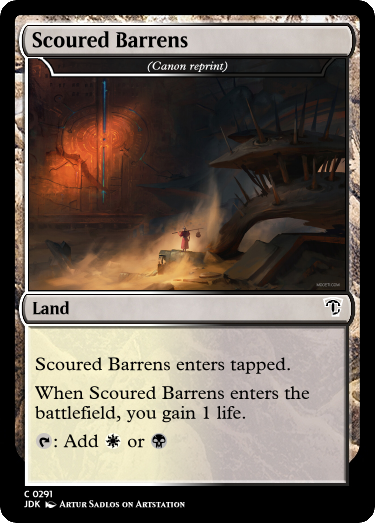 Scoured Barrens
(Canon reprint)
Land
Scoured Barrens enters tapped.
When Scoured Barrens enters the
battlefield, you gain 1 life.
: Add or
C 0291
JDK Artur Sadlos on Artstation